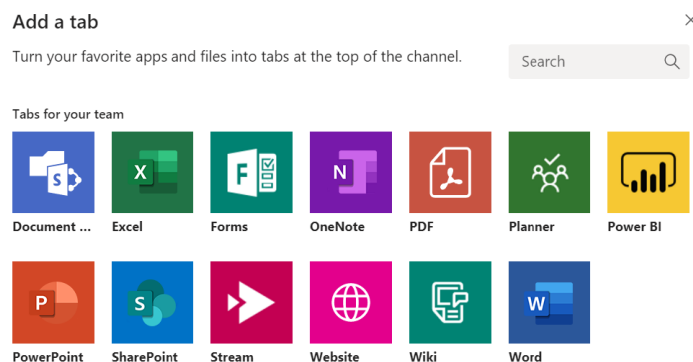 Add a tab
Turn your favorite apps and files into tabs at the top of the channel.
Search
Tabs for your team
S X F N
Document ... Excel Forms OneNote PDF Planner Power BI
P S W
PowerPoint SharePoint Stream Website Wiki Word